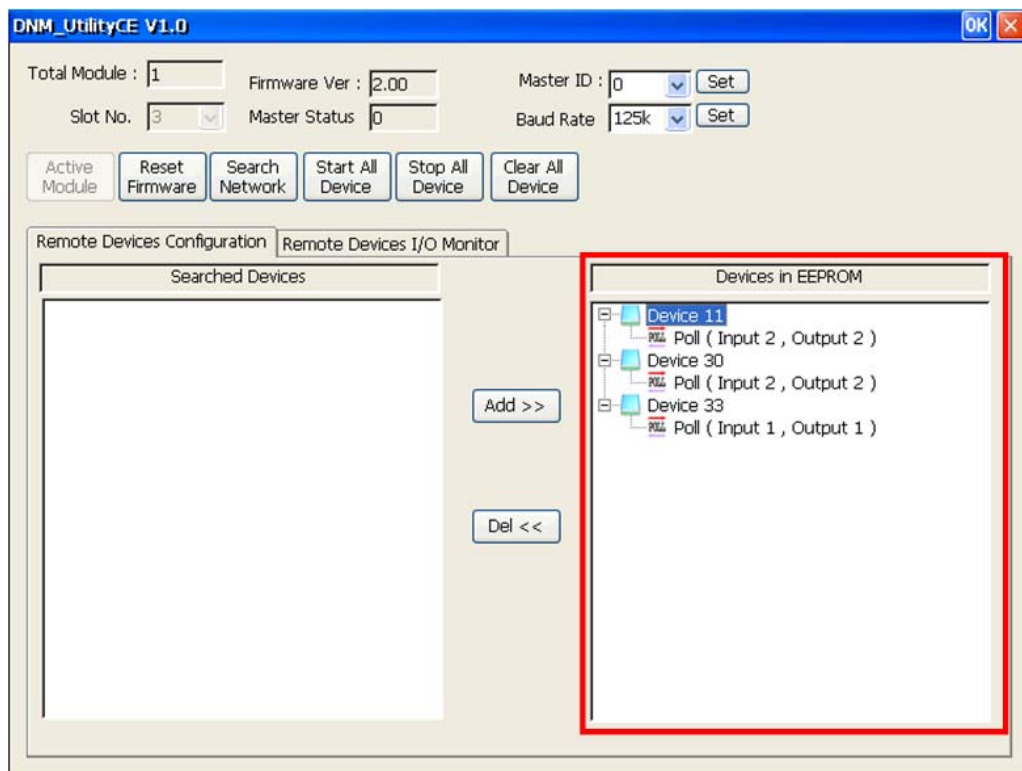 DNM_UtilityCE V1.0 OK
Total Module : 1 Firmware Ver : 2.00 Master ID : 0 Set
Slot No. 3 Master Status 0 Baud Rate 125k Set
Active Module
Reset Firmware
Search Network
Start All Device
Stop All Device
Clear All Device
Remote Devices Configuration Remote Devices I/O Monitor
Searched Devices
Add >>
Del <<
Devices in EEPROM
Device 11
POLL Poll ( Input 2 , Output 2 )
Device 30
POLL Poll ( Input 2 , Output 2 )
Device 33
POLL Poll ( Input 1 , Output 1 )